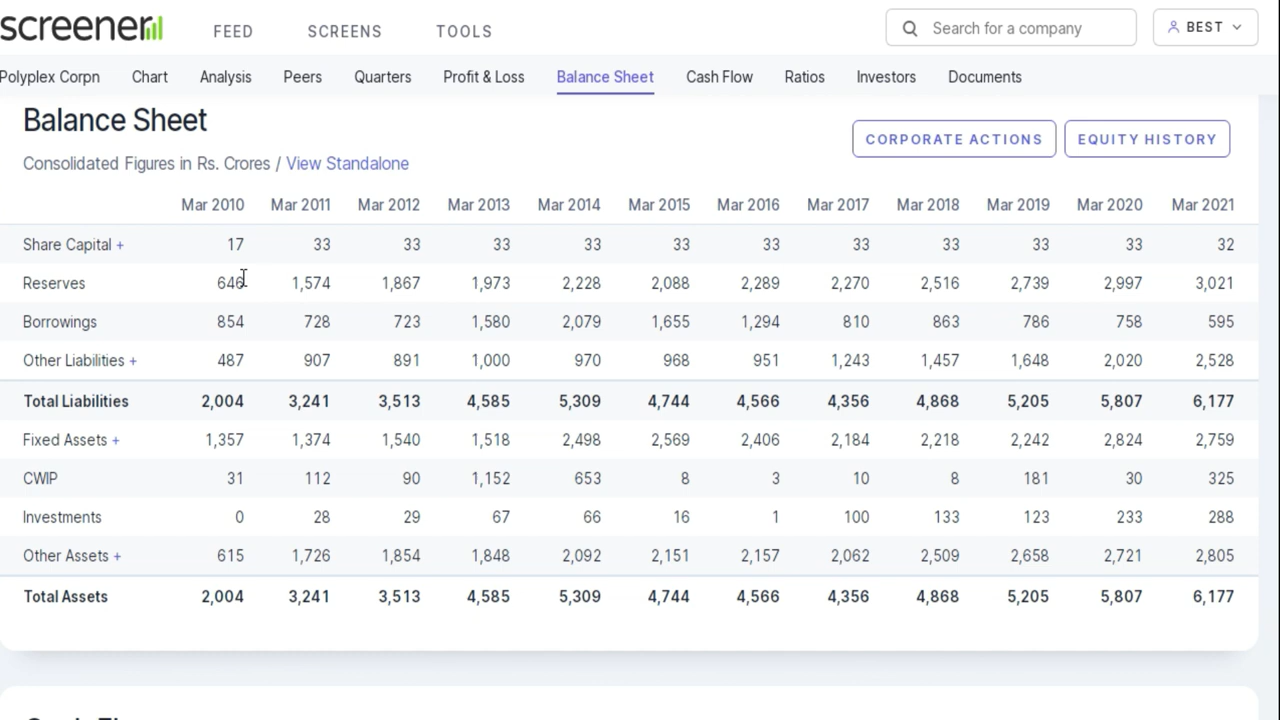 screener FEED SCREENS TOOLS Search for a company BEST
Polyplex Corpn Chart Analysis Peers Quarters Profit & Loss Balance Sheet Cash Flow Ratios Investors Documents
Balance Sheet
CORPORATE ACTIONS EQUITY HISTORY
Consolidated Figures in Rs. Crores / View Standalone
Mar 2010 Mar 2011 Mar 2012 Mar 2013 Mar 2014 Mar 2015 Mar 2016 Mar 2017 Mar 2018 Mar 2019 Mar 2020 Mar 2021
Share Capital + 17 33 33 33 33 33 33 33 33 33 33 32
Reserves 646 1,574 1,867 1,973 2,228 2,088 2,289 2,270 2,516 2,739 2,997 3,021
Borrowings 854 728 723 1,580 2,079 1,655 1,294 810 863 786 758 595
Other Liabilities + 487 907 891 1,000 970 968 951 1,243 1,457 1,648 2,020 2,528
Total Liabilities 2,004 3,241 3,513 4,585 5,309 4,744 4,566 4,356 4,868 5,205 5,807 6,177
Fixed Assets + 1,357 1,374 1,540 1,518 2,498 2,569 2,406 2,184 2,218 2,242 2,824 2,759
CWIP 31 112 90 1,152 653 8 3 10 8 181 30 325
Investments 0 28 29 67 66 16 1 100 133 123 233 288
Other Assets + 615 1,726 1,854 1,848 2,092 2,151 2,157 2,062 2,509 2,658 2,721 2,805
Total Assets 2,004 3,241 3,513 4,585 5,309 4,744 4,566 4,356 4,868 5,205 5,807 6,177